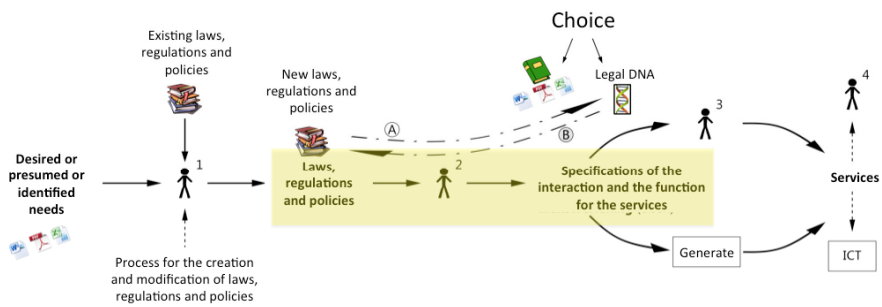 Choice
Existing laws,
regulations and
policies
New laws,
regulations and
policies
Legal DNA
A
B
1
2
3
4
Desired or
presumed or
identified
needs
Laws,
regulations
and policies
Specifications of the
interaction and the function
for the services
Services
Generate
ICT
Process for the creation
and modification of laws,
regulations and policies